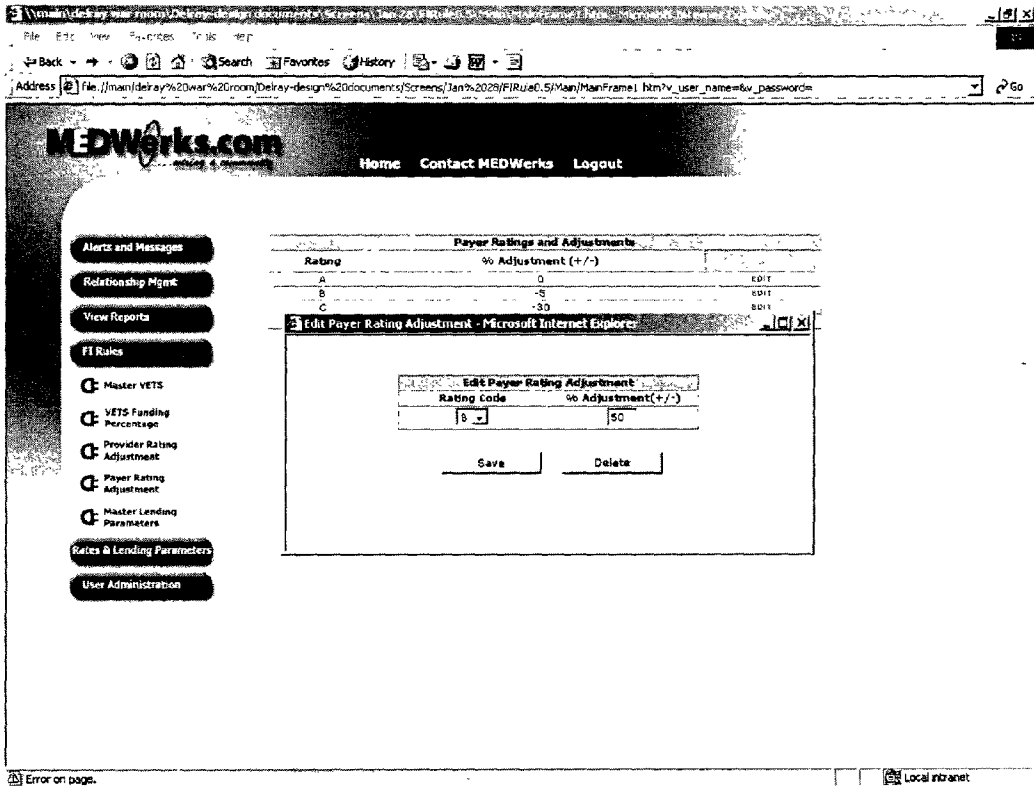 File Edit View Favorites Tools Help
Back Search Favorites History
Address file.//main/delray%20war%20room/Delray-design%20documents/Screens/Jan%2028/FIRule0.5/Main/MainFrame1 htm?v_user_name=&v_password= Go
MEDWerks.com
Home Contact MEDWerks Logout
Alerts and Messages
Relationship Mgmt
View Reports
FI Rules
Master VETS
VETS Funding
Percentage
Provider Rating
Adjustment
Payer Rating
Adjustment
Master Lending
Parameters
Rates & Lending Parameters
User Administration
Payer Ratings and Adjustments
Rating % Adjustment (+/-)
A 0 EDIT
B -5 EDIT
C -30 EDIT
Edit Payer Rating Adjustment - Microsoft Internet Explorer
Edit Payer Rating Adjustment
Rating Code % Adjustment(+/-)
B 50
Save Delete
Error on page. Local intranet